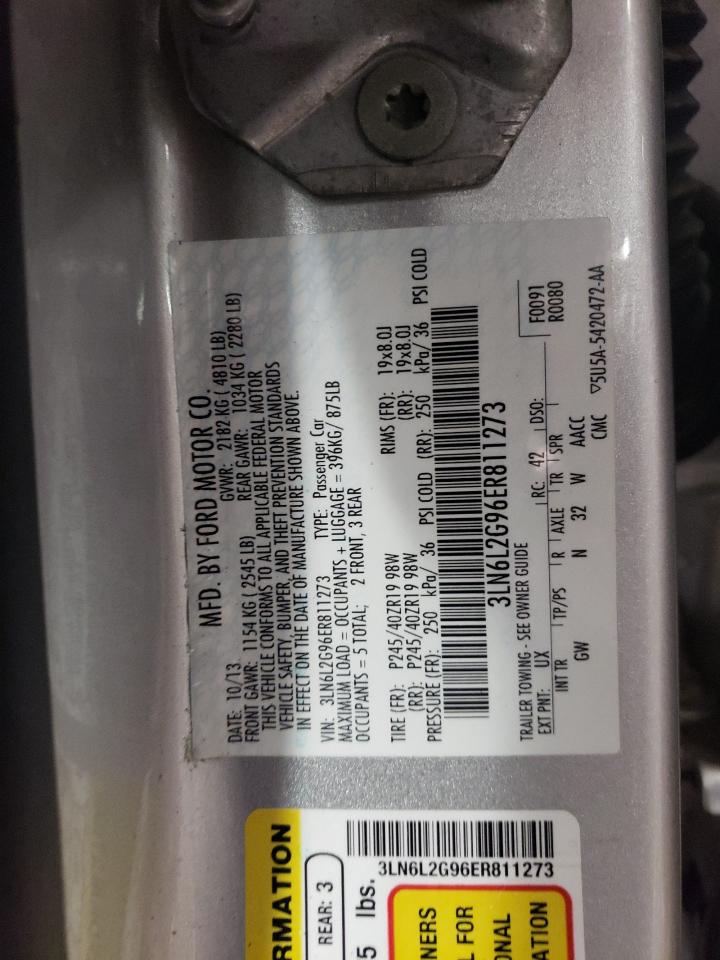 MFD. BY FORD MOTOR CO.
DATE: 10/13 GVWR: 2182 KG ( 4810 LB)
FRONT GAWR: 1154 KG ( 2545 LB) REAR GAWR: 1034 KG ( 2280 LB)
THIS VEHICLE CONFORMS TO ALL APPLICABLE FEDERAL MOTOR
VEHICLE SAFETY, BUMPER, AND THEFT PREVENTION STANDARDS
IN EFFECT ON THE DATE OF MANUFACTURE SHOWN ABOVE.
VIN: 3LN6L2G96ER811273 TYPE: Passenger Car
MAXIMUM LOAD = OCCUPANTS + LUGGAGE = 396KG/ 875LB
OCCUPANTS = 5 TOTAL; 2 FRONT, 3 REAR
TIRE (FR): P245/40ZR19 98W RIMS (FR): 19x8.0J
(RR): P245/40ZR19 98W (RR): 19x8.0J
PRESSURE (FR): 250 kPa/ 36 PSI COLD (RR): 250 kPa/ 36 PSI COLD
3LN6L2G96ER811273
TRAILER TOWING - SEE OWNER GUIDE
F0091
R0080
EXT PNT: UX RC: 42 DSO:
INT TR TP/PS R AXLE TR SPR
GW N 32 W AACC
CMC
▽5U5A-5420472-AA
RMATION
REAR: 3
5 lbs.
3LN6L2G96ER811273
NERS
L FOR
ONAL
ATION